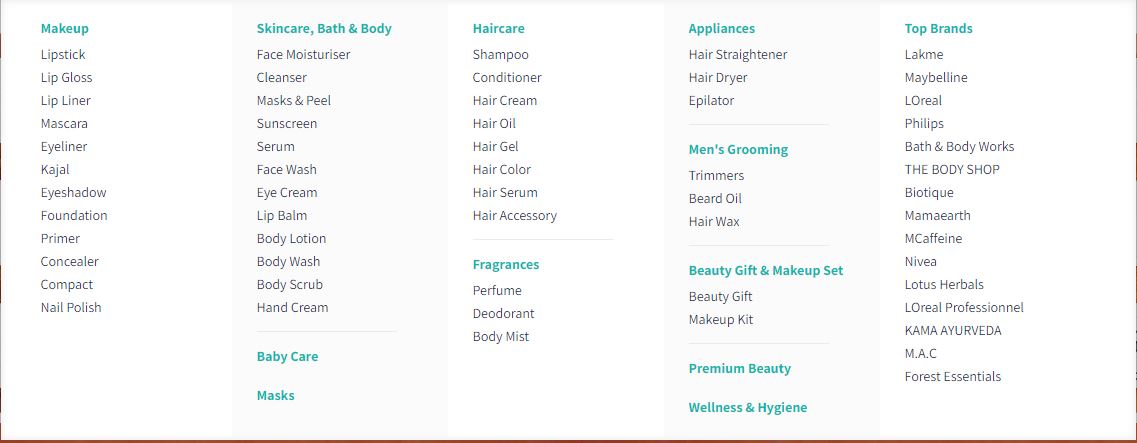 Makeup
Lipstick
Lip Gloss
Lip Liner
Mascara
Eyeliner
Kajal
Eyeshadow
Foundation
Primer
Concealer
Compact
Nail Polish
Skincare, Bath & Body
Face Moisturiser
Cleanser
Masks & Peel
Sunscreen
Serum
Face Wash
Eye Cream
Lip Balm
Body Lotion
Body Wash
Body Scrub
Hand Cream
Baby Care
Masks
Haircare
Shampoo
Conditioner
Hair Cream
Hair Oil
Hair Gel
Hair Color
Hair Serum
Hair Accessory
Fragrances
Perfume
Deodorant
Body Mist
Appliances
Hair Straightener
Hair Dryer
Epilator
Men's Grooming
Trimmers
Beard Oil
Hair Wax
Beauty Gift & Makeup Set
Beauty Gift
Makeup Kit
Premium Beauty
Wellness & Hygiene
Top Brands
Lakme
Maybelline
LOreal
Philips
Bath & Body Works
THE BODY SHOP
Biotique
Mamaearth
MCaffeine
Nivea
Lotus Herbals
LOreal Professionnel
KAMA AYURVEDA
M.A.C
Forest Essentials